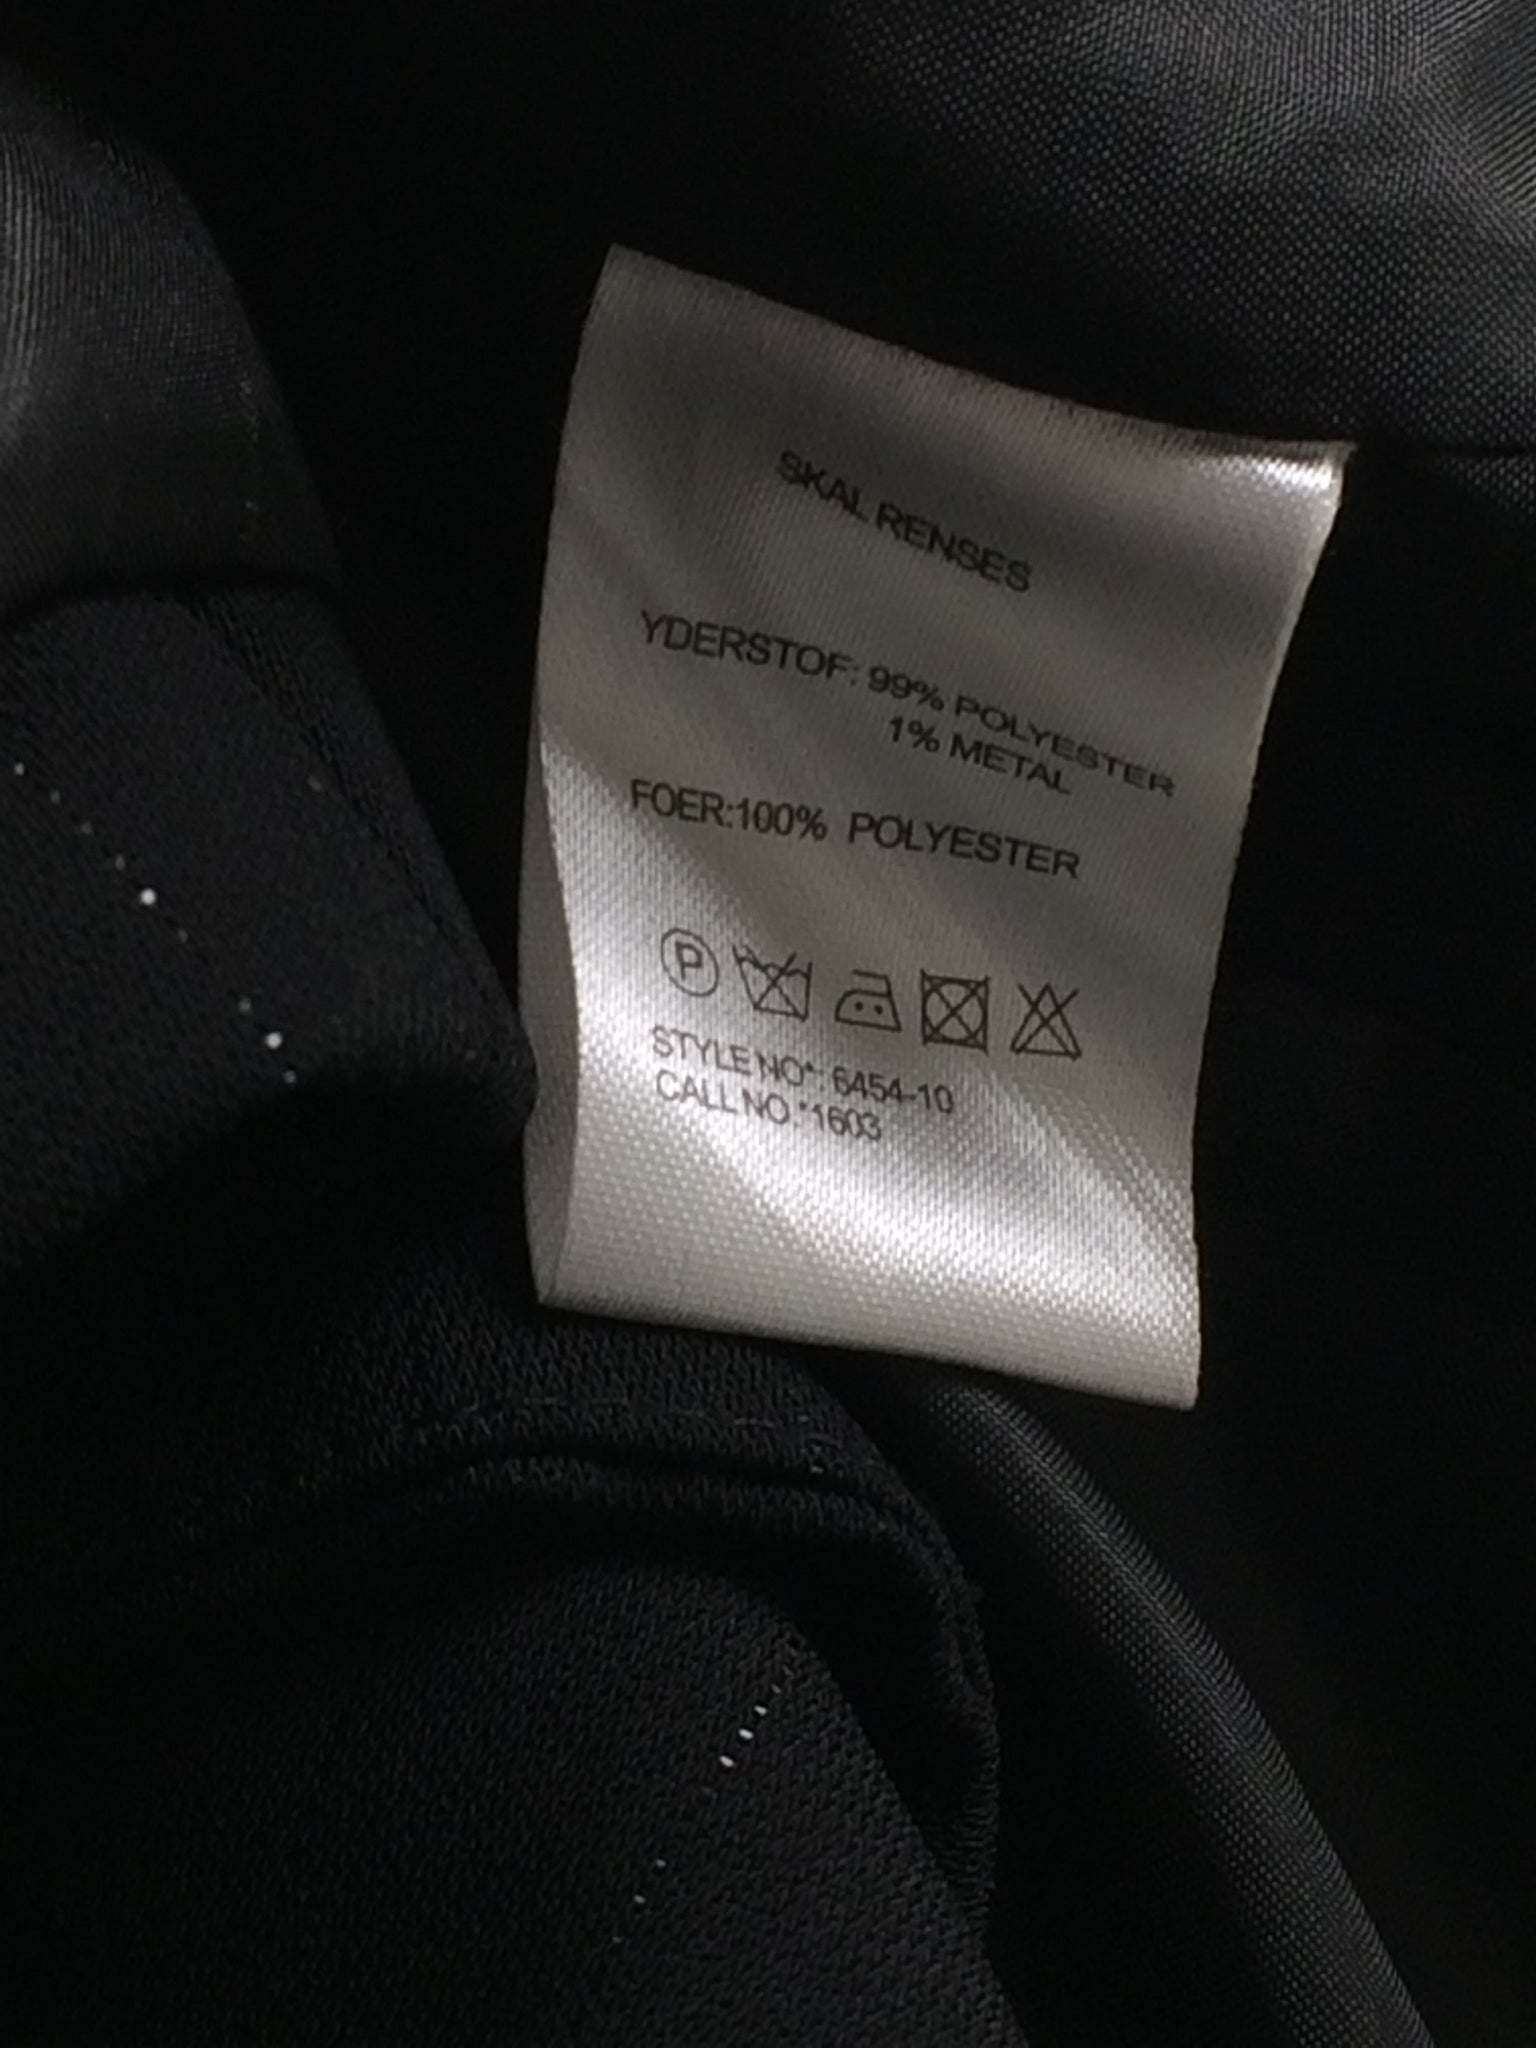 SKAL RENSES
YDERSTOF: 99% POLYESTER
1% METAL
FOER:100% POLYESTER
P
STYLE NO*: 6454-10
CALL NO.*1603